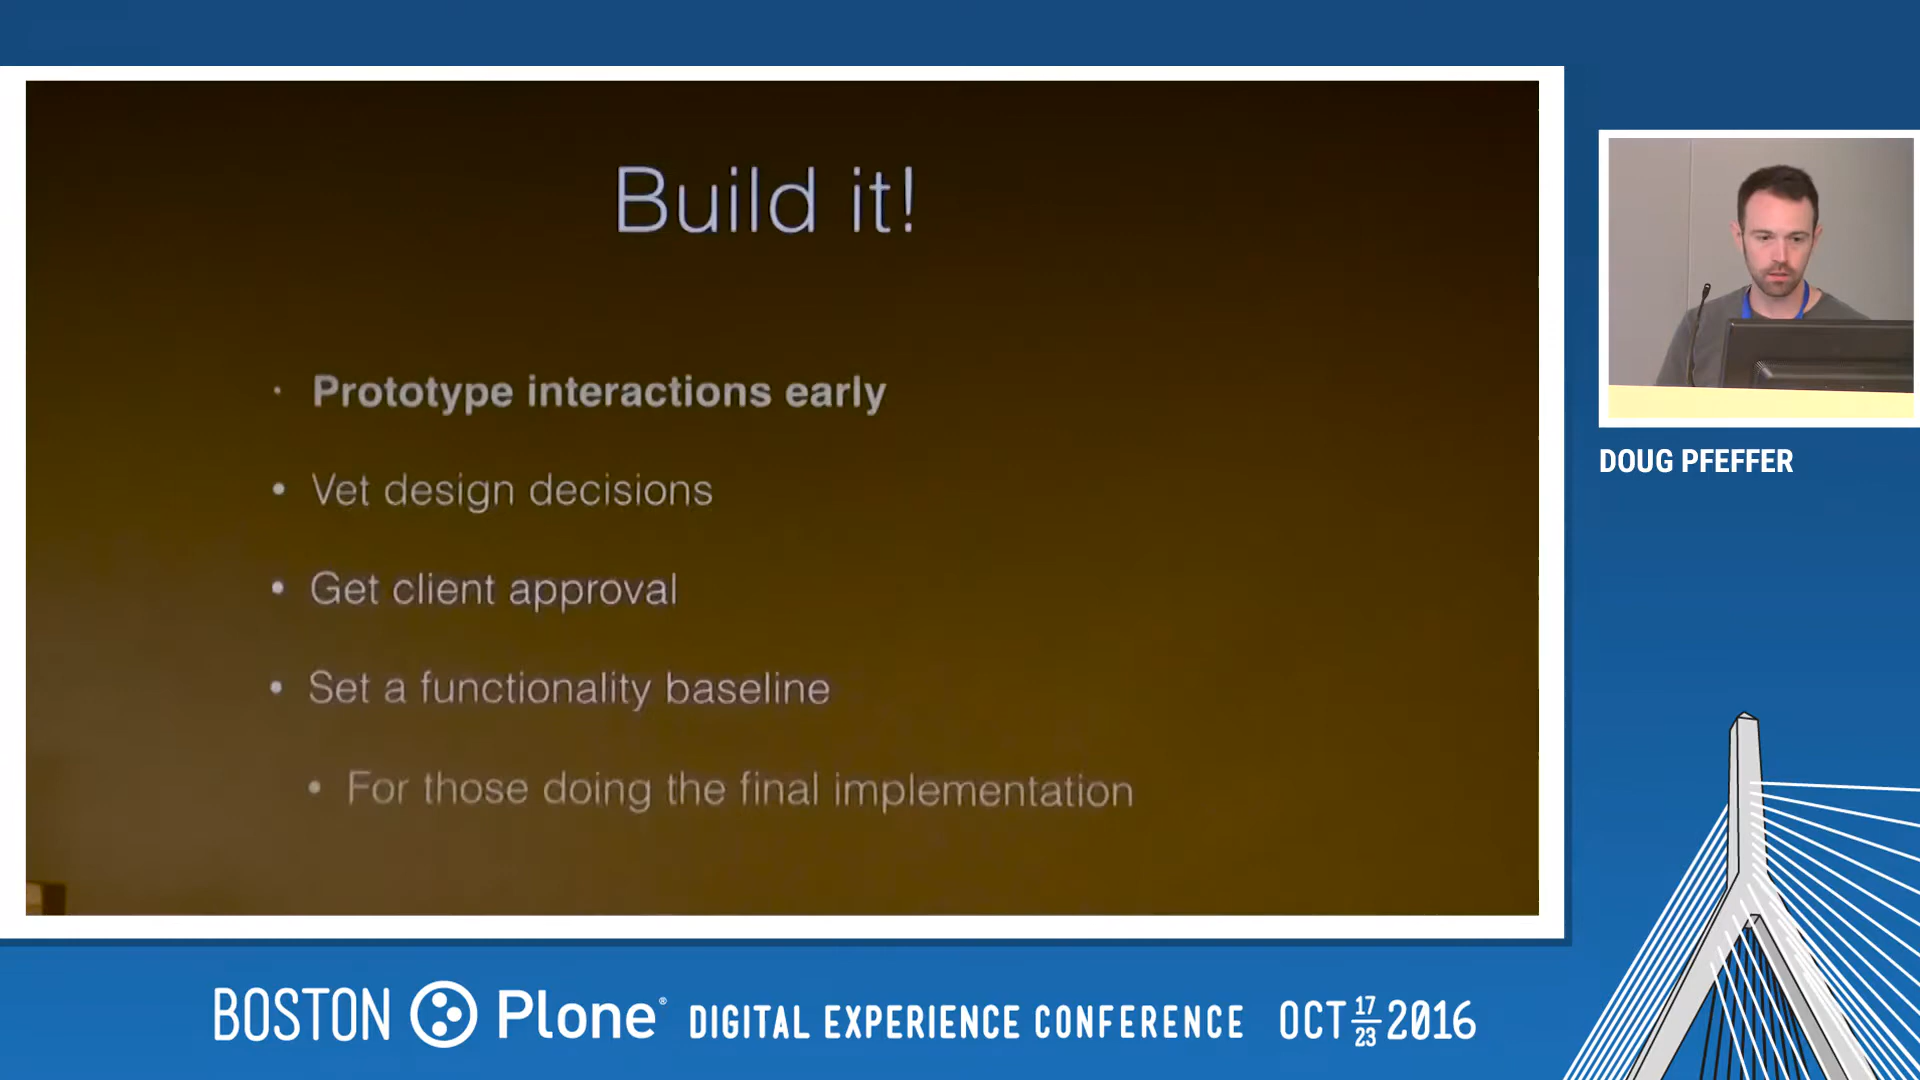 Build it!
· Prototype interactions early
• Vet design decisions
• Get client approval
• Set a functionality baseline
• For those doing the final implementation
DOUG PFEFFER
BOSTON Plone® DIGITAL EXPERIENCE CONFERENCE OCT 17 23 2016